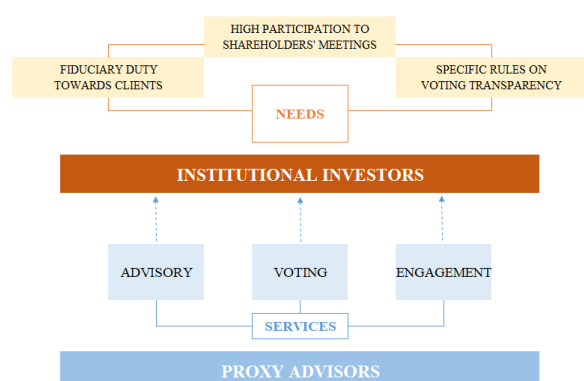 HIGH PARTICIPATION TO
SHAREHOLDERS' MEETINGS
FIDUCIARY DUTY
TOWARDS CLIENTS
SPECIFIC RULES ON
VOTING TRANSPARENCY
NEEDS
INSTITUTIONAL INVESTORS
ADVISORY
VOTING
ENGAGEMENT
SERVICES
PROXY ADVISORS